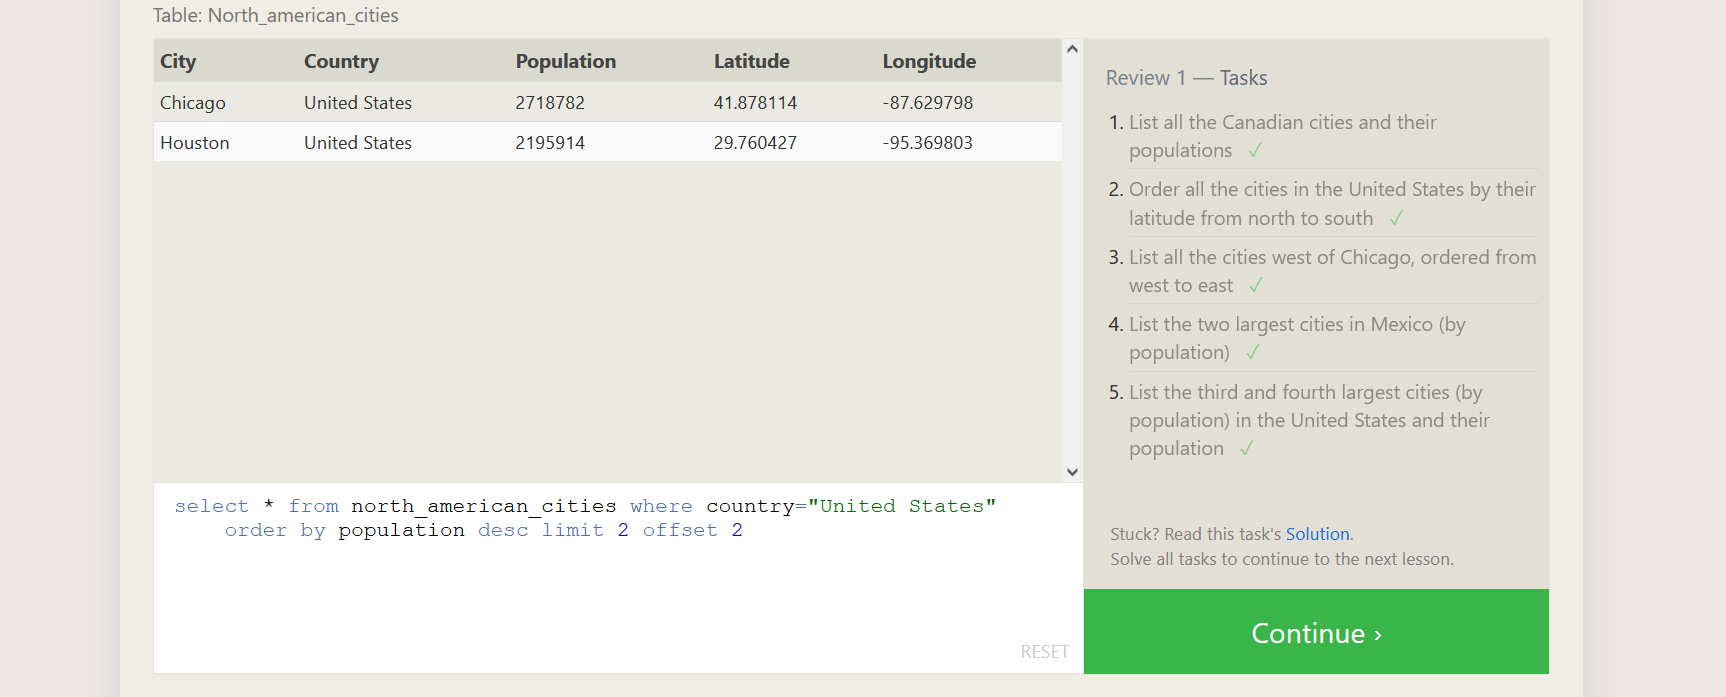 Table: North_american_cities
City Country Population Latitude Longitude
Chicago United States 2718782 41.878114 -87.629798
Houston United States 2195914 29.760427 -95.369803
select * from north_american_cities where country="United States"
order by population desc limit 2 offset 2
RESET
Review 1 — Tasks
1. List all the Canadian cities and their
populations ✓
2. Order all the cities in the United States by their
latitude from north to south ✓
3. List all the cities west of Chicago, ordered from
west to east ✓
4. List the two largest cities in Mexico (by
population) ✓
5. List the third and fourth largest cities (by
population) in the United States and their
population ✓
Stuck? Read this task's Solution.
Solve all tasks to continue to the next lesson.
Continue ›